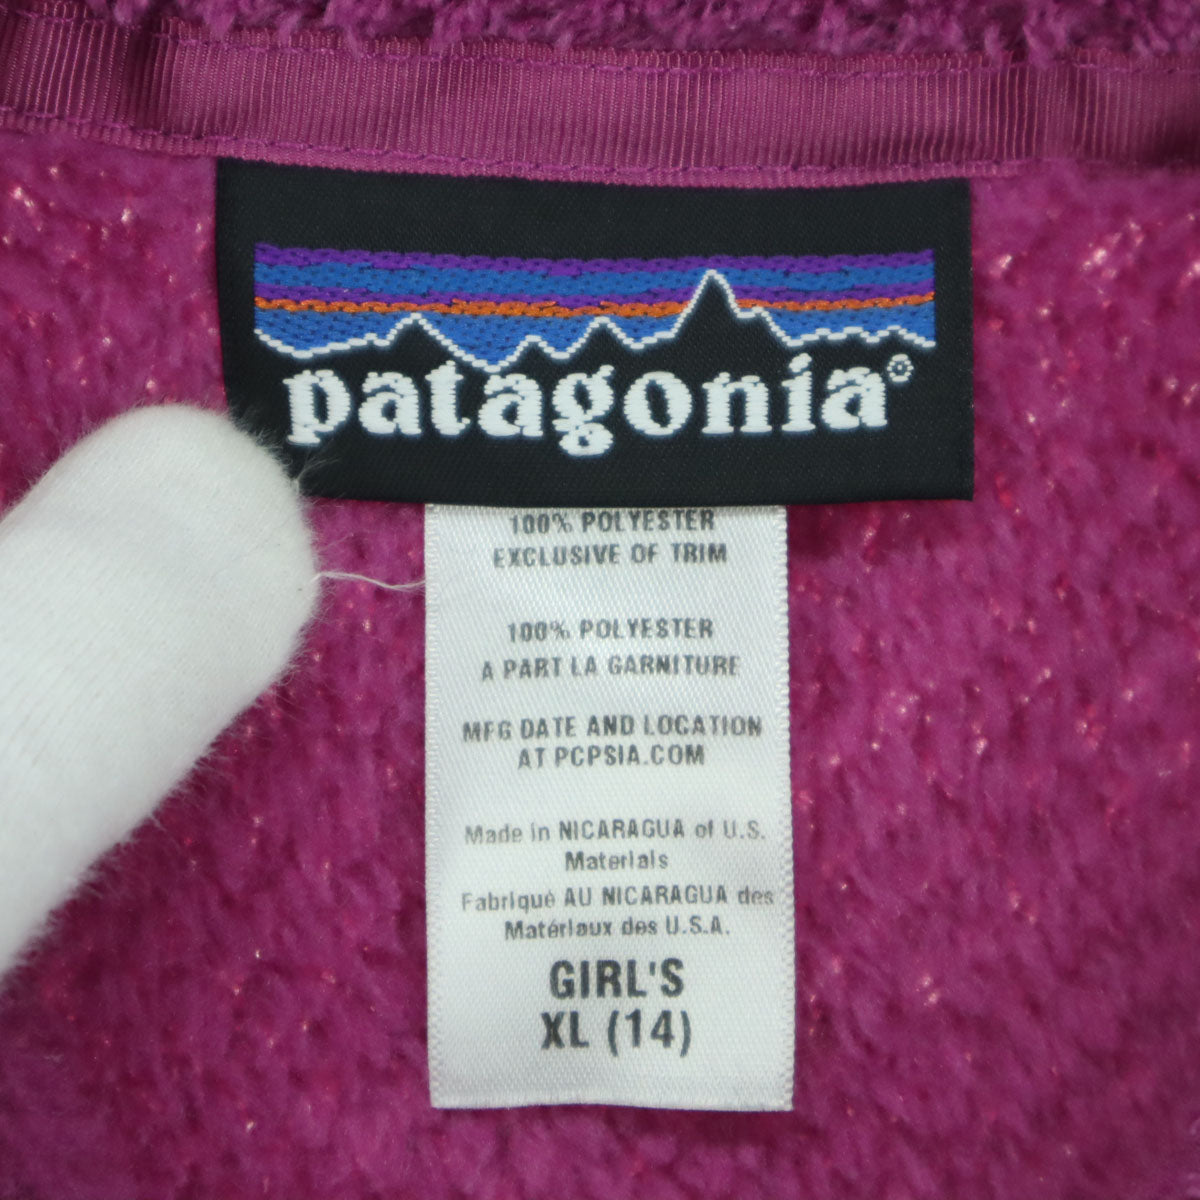 patagonia®
100% POLYESTER
EXCLUSIVE OF TRIM
100% POLYESTER
A PART LA GARNITURE
MFG DATE AND LOCATION
AT PCPSIA.COM
Made in NICARAGUA of U.S.
Materials
Fabriqué AU NICARAGUA des
Matériaux des U.S.A.
GIRL'S
XL (14)